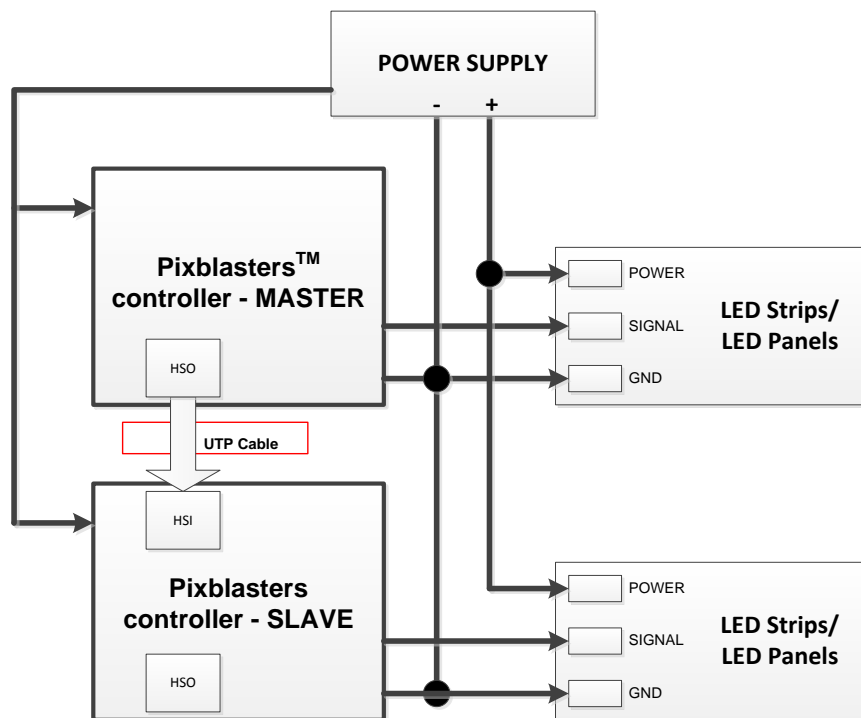 POWER SUPPLY
- +
Pixblasters™
controller - MASTER
HSO
POWER
SIGNAL
GND
LED Strips/
LED Panels
UTP Cable
HSI
Pixblasters
controller - SLAVE
HSO
POWER
SIGNAL
GND
LED Strips/
LED Panels